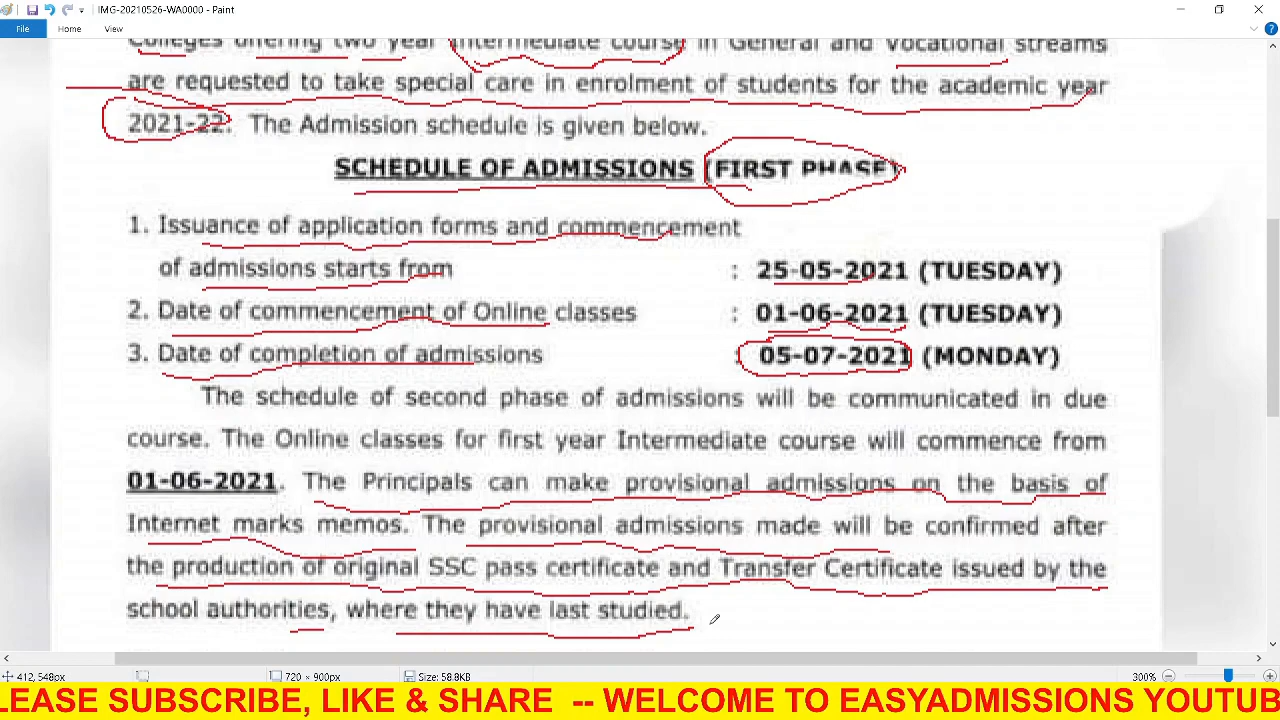 IMG-20210526-WA0000 - Paint
File Home View
Colleges offering two year Intermediate course in General and Vocational streams
are requested to take special care in enrolment of students for the academic year
2021-22. The Admission schedule is given below.
SCHEDULE OF ADMISSIONS (FIRST PHASE)
1. Issuance of application forms and commencement
of admissions starts from : 25-05-2021 (TUESDAY)
2. Date of commencement of Online classes : 01-06-2021 (TUESDAY)
3. Date of completion of admissions : 05-07-2021 (MONDAY)
The schedule of second phase of admissions will be communicated in due
course. The Online classes for first year Intermediate course will commence from
01-06-2021. The Principals can make provisional admissions on the basis of
Internet marks memos. The provisional admissions made will be confirmed after
the production of original SSC pass certificate and Transfer Certificate issued by the
school authorities, where they have last studied.
412, 548px 720 × 900px Size: 58.8KB 300%
LEASE SUBSCRIBE, LIKE & SHARE -- WELCOME TO EASYADMISSIONS YOUTUB